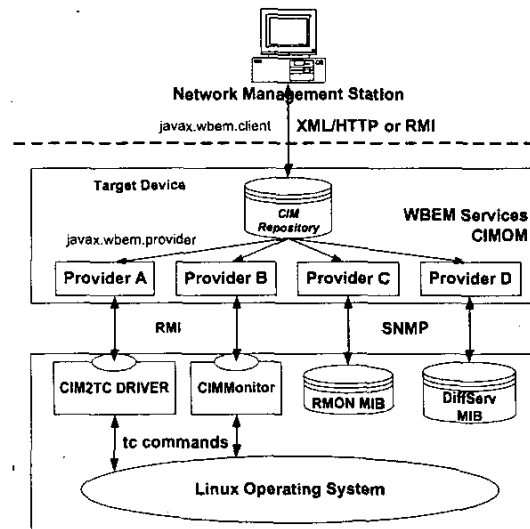 Network Management Station
javax.wbem.client
XML/HTTP or RMI
Target Device
CIM
Repository
WBEM Services
CIMOM
javax.wbem.provider
Provider A
Provider B
Provider C
Provider D
RMI
SNMP
CIM2TC DRIVER
CIMMonitor
RMON MIB
DiffServ
MIB
tc commands
Linux Operating System